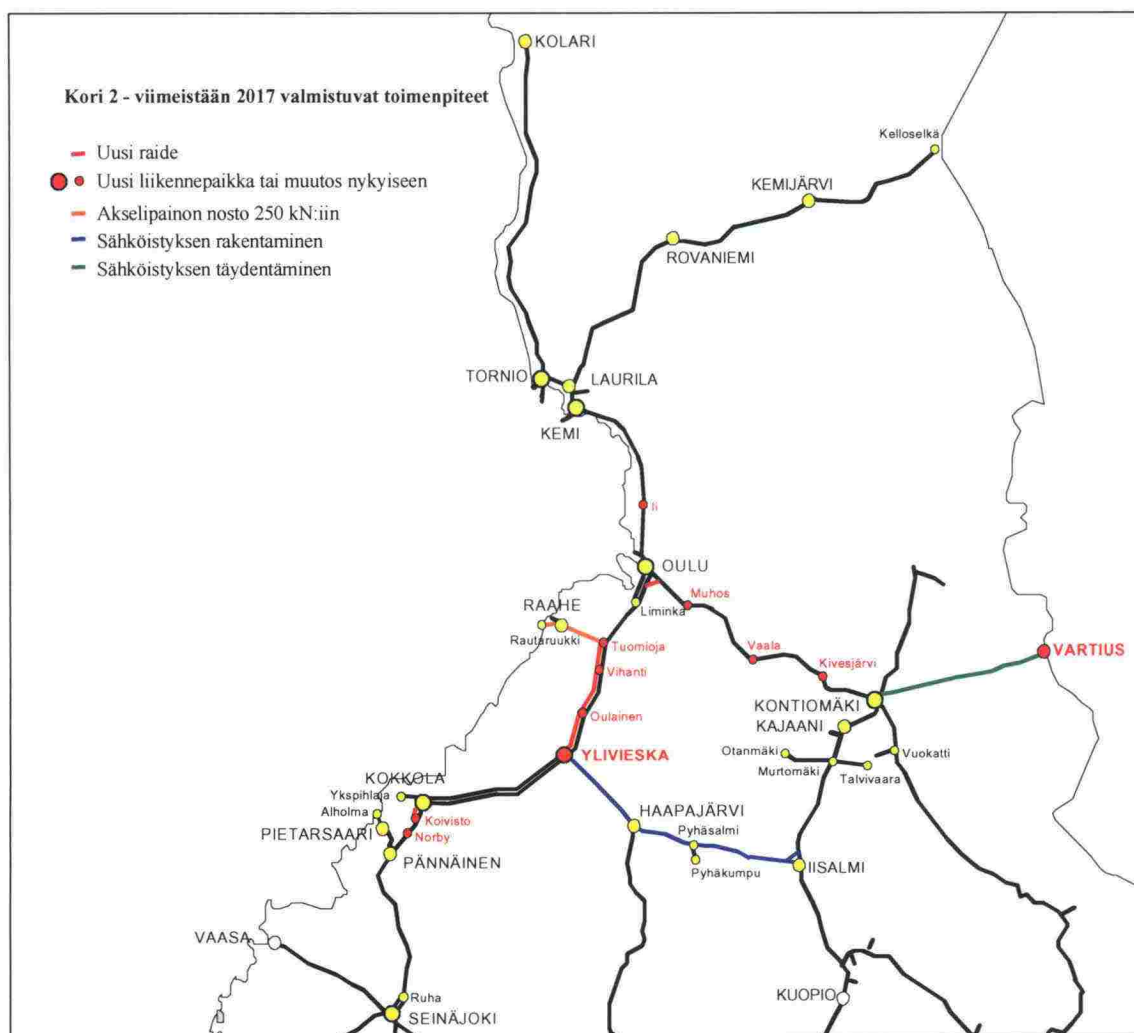 KOLARI
Kori 2 - viimeistään 2017 valmistuvat toimenpiteet
Uusi raide
Uusi liikennepaikka tai muutos nykyiseen
Akselipainon nosto 250 kN:iin
Sähköistyksen rakentaminen
Sähköistyksen täydentäminen
Kelloselkä
KEMIJÄRVI
ROVANIEMI
TORNIO
LAURILA
KEMI
Ii
OULU
Muhos
Liminka
RAAHE
Rautaruukki
Tuomioja
Vaala
VARTIUS
Vihanti
Kivesjärvi
KONTIOMÄKI
Oulainen
KAJAANI
YLIVIESKA
Otanmäki
Vuokatti
Murtomäki
Talvivaara
KOKKOLA
Ykspihlaja
Alholma
Koivisto
HAAPAJÄRVI
PIETARSAARI
Norby
Pyhäsalmi
PÄNNÄINEN
Pyhäkumpu
IISALMI
VAASA
Ruha
KUOPIO
SEINÄJOKI